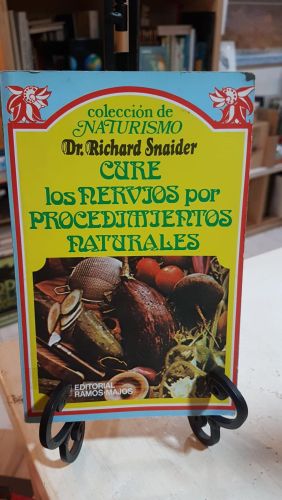 colección de
NATURISMO
Dr. Richard Snaider
CURE
los NERVIOS por
PROCEDIMIENTOS
NATURALES
EDITORIAL
RAMOS-MAJOS